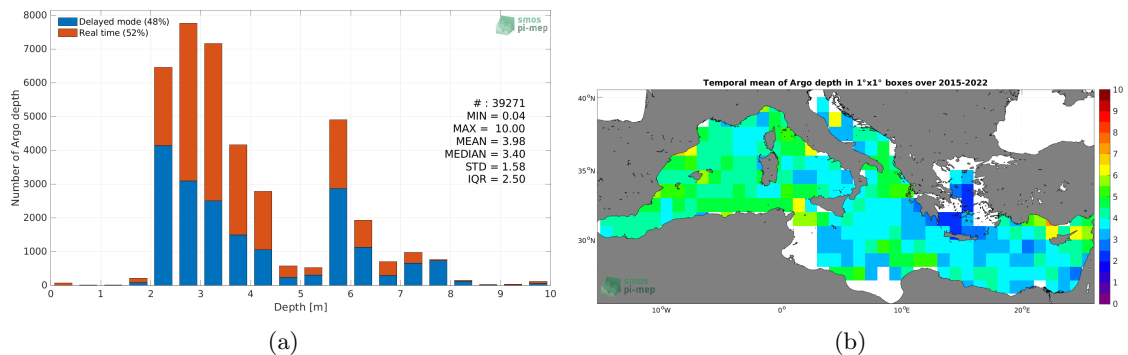 Delayed mode (48%)
Real time (52%)
smos
pi-mep
8000
7000
6000
5000
4000
3000
2000
1000
0
Number of Argo depth
# : 39271
MIN = 0.04
MAX = 10.00
MEAN = 3.98
MEDIAN = 3.40
STD = 1.58
IQR = 2.50
0 1 2 3 4 5 6 7 8 9 10
Depth [m]
(a)
Temporal mean of Argo depth in 1°x1° boxes over 2015-2022
40°N
35°N
30°N
10°W 0° 10°E 20°E
smos
pi-mep
10
9
8
7
6
5
4
3
2
1
0
(b)